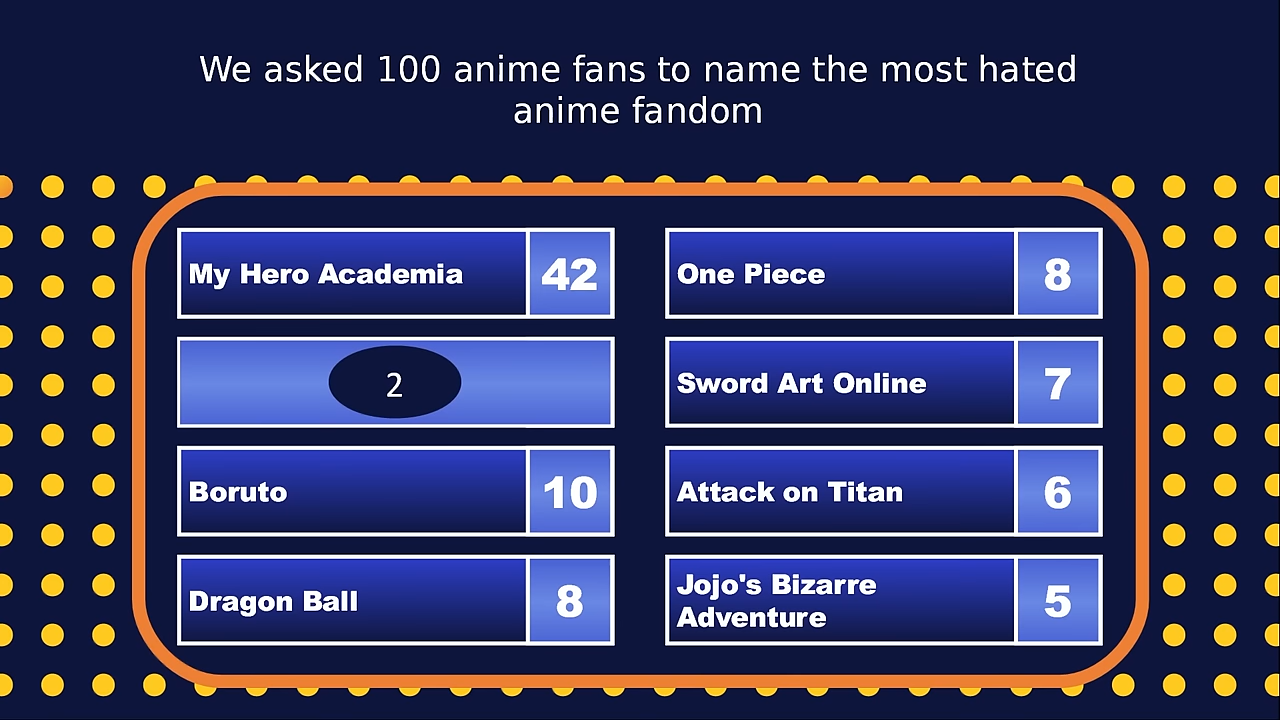 We asked 100 anime fans to name the most hated
anime fandom
My Hero Academia 42
2
Boruto 10
Dragon Ball 8
One Piece 8
Sword Art Online 7
Attack on Titan 6
Jojo's Bizarre
Adventure 5